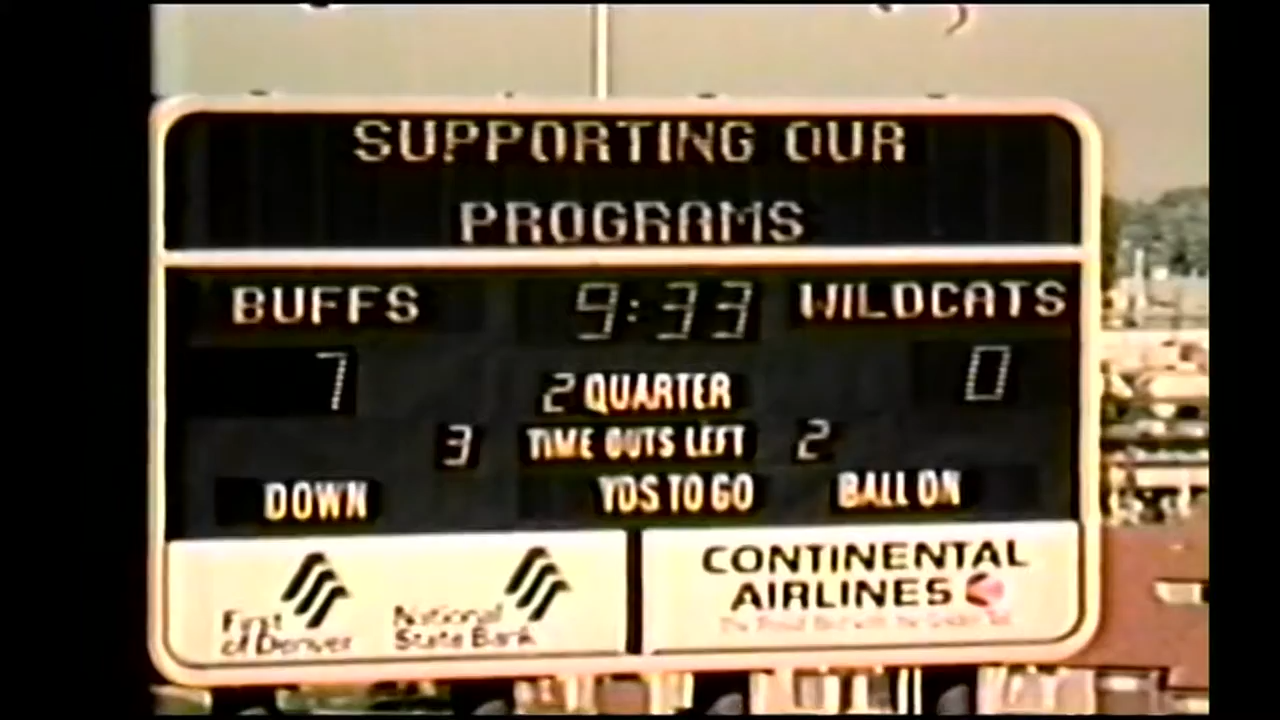 SUPPORTING OUR
PROGRAMS
BUFFS 9:33 WILDCATS
7 2 QUARTER 0
3 TIME OUTS LEFT 2
DOWN YDS TO GO BALL ON
First of Denver
National State Bank
CONTINENTAL
AIRLINES